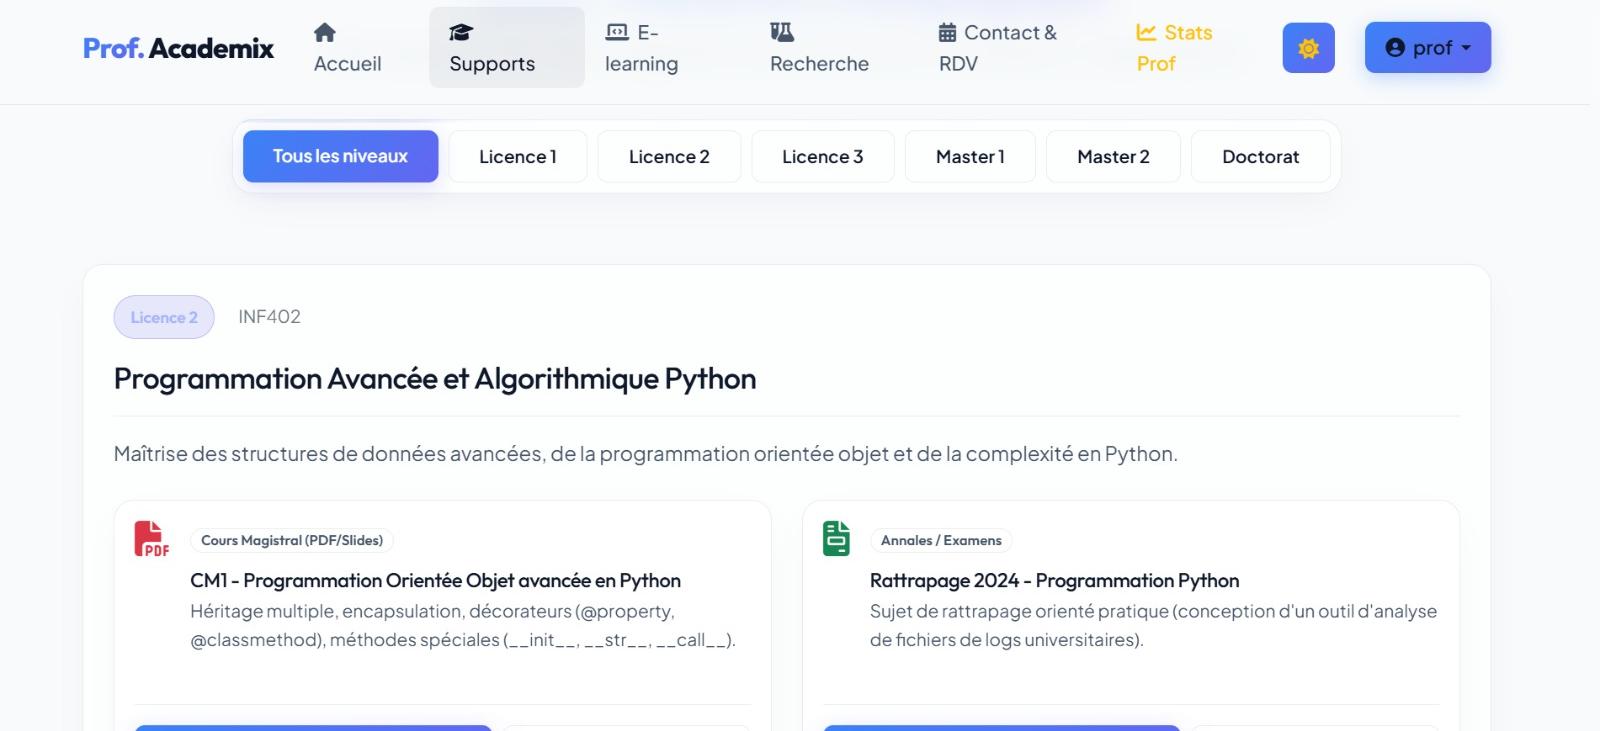 Prof. Academix
Accueil
Supports
E-
learning
Recherche
Contact &
RDV
Stats
Prof
prof
Tous les niveaux
Licence 1
Licence 2
Licence 3
Master 1
Master 2
Doctorat
Licence 2
INF402
Programmation Avancée et Algorithmique Python
Maîtrise des structures de données avancées, de la programmation orientée objet et de la complexité en Python.
PDF
Cours Magistral (PDF/Slides)
CM1 - Programmation Orientée Objet avancée en Python
Héritage multiple, encapsulation, décorateurs (@property,
@classmethod), méthodes spéciales (__init__, __str__, __call__).
Annales / Examens
Rattrapage 2024 - Programmation Python
Sujet de rattrapage orienté pratique (conception d'un outil d'analyse
de fichiers de logs universitaires).